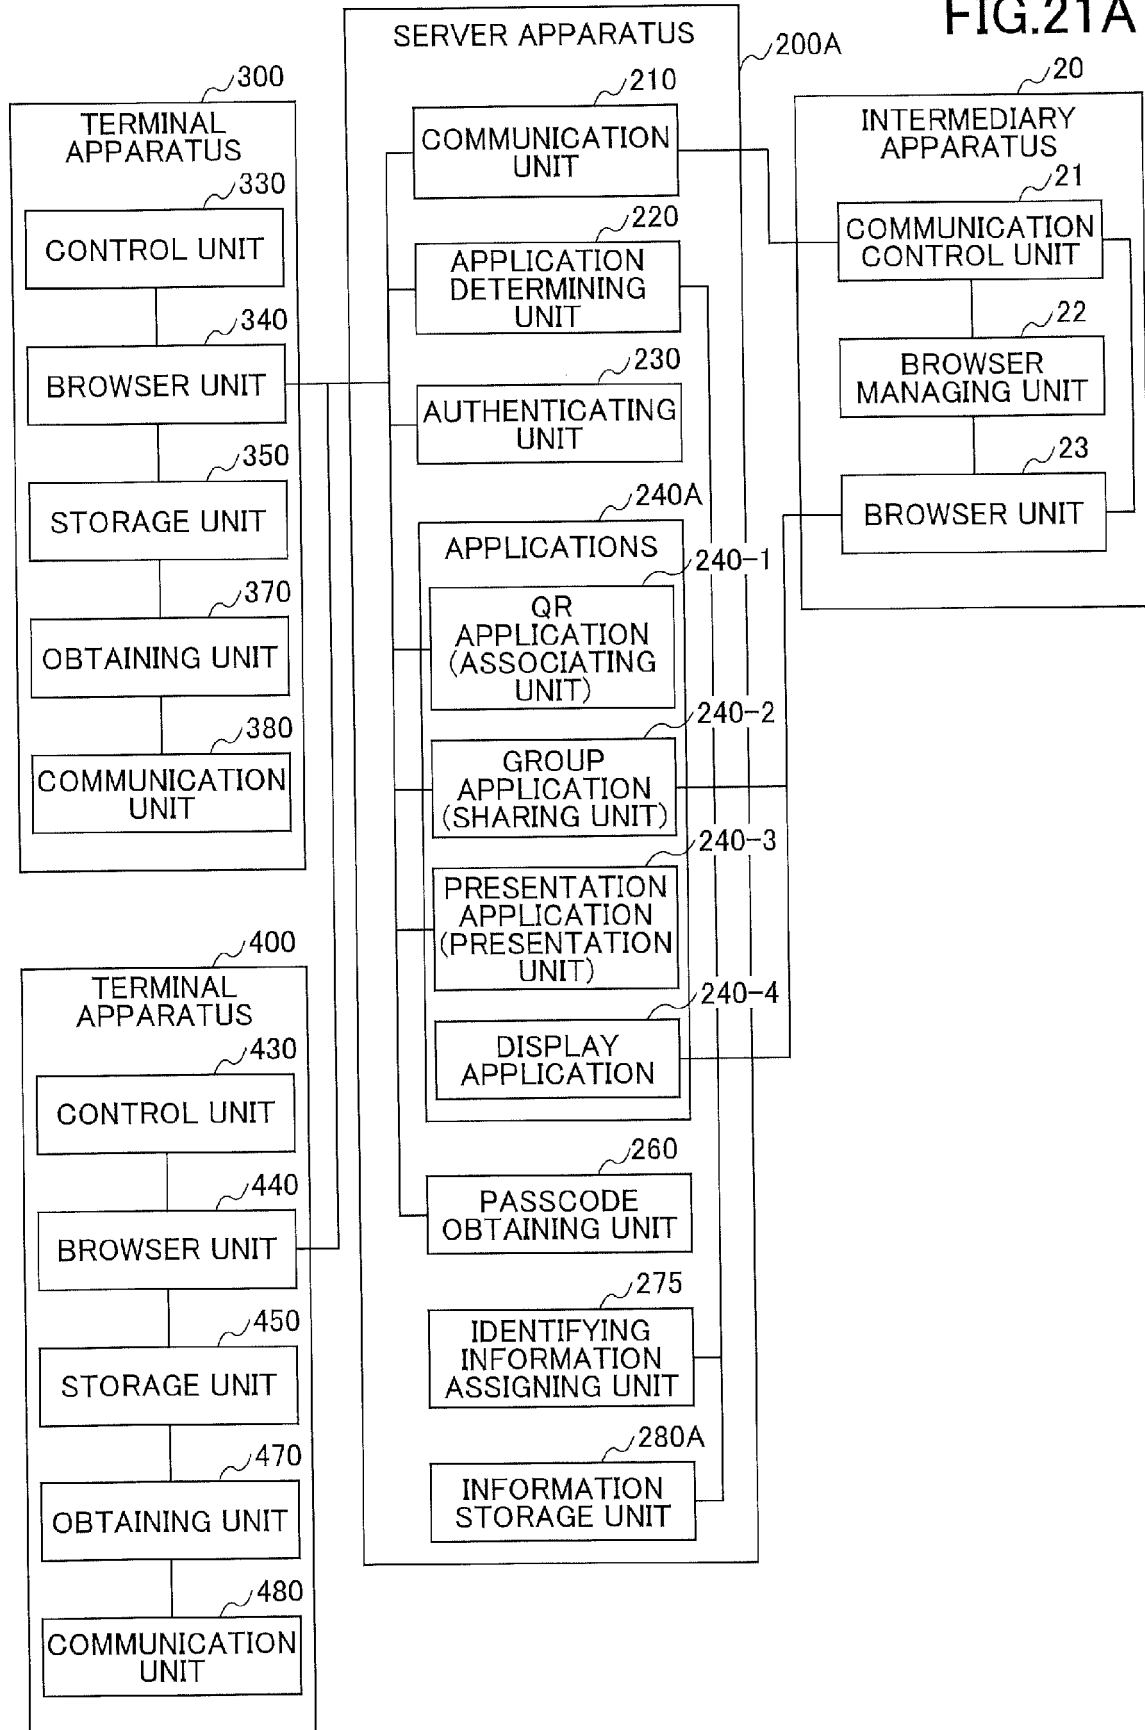 FIG.21A
SERVER APPARATUS
200A
300
TERMINAL
APPARATUS
330
CONTROL UNIT
340
BROWSER UNIT
350
STORAGE UNIT
370
OBTAINING UNIT
380
COMMUNICATION
UNIT
400
TERMINAL
APPARATUS
430
CONTROL UNIT
440
BROWSER UNIT
450
STORAGE UNIT
470
OBTAINING UNIT
480
COMMUNICATION
UNIT
210
COMMUNICATION
UNIT
220
APPLICATION
DETERMINING
UNIT
230
AUTHENTICATING
UNIT
240A
APPLICATIONS
240-1
QR
APPLICATION
(ASSOCIATING
UNIT)
240-2
GROUP
APPLICATION
(SHARING UNIT)
240-3
PRESENTATION
APPLICATION
(PRESENTATION
UNIT)
240-4
DISPLAY
APPLICATION
260
PASSCODE
OBTAINING UNIT
275
IDENTIFYING
INFORMATION
ASSIGNING UNIT
280A
INFORMATION
STORAGE UNIT
20
INTERMEDIARY
APPARATUS
21
COMMUNICATION
CONTROL UNIT
22
BROWSER
MANAGING UNIT
23
BROWSER UNIT